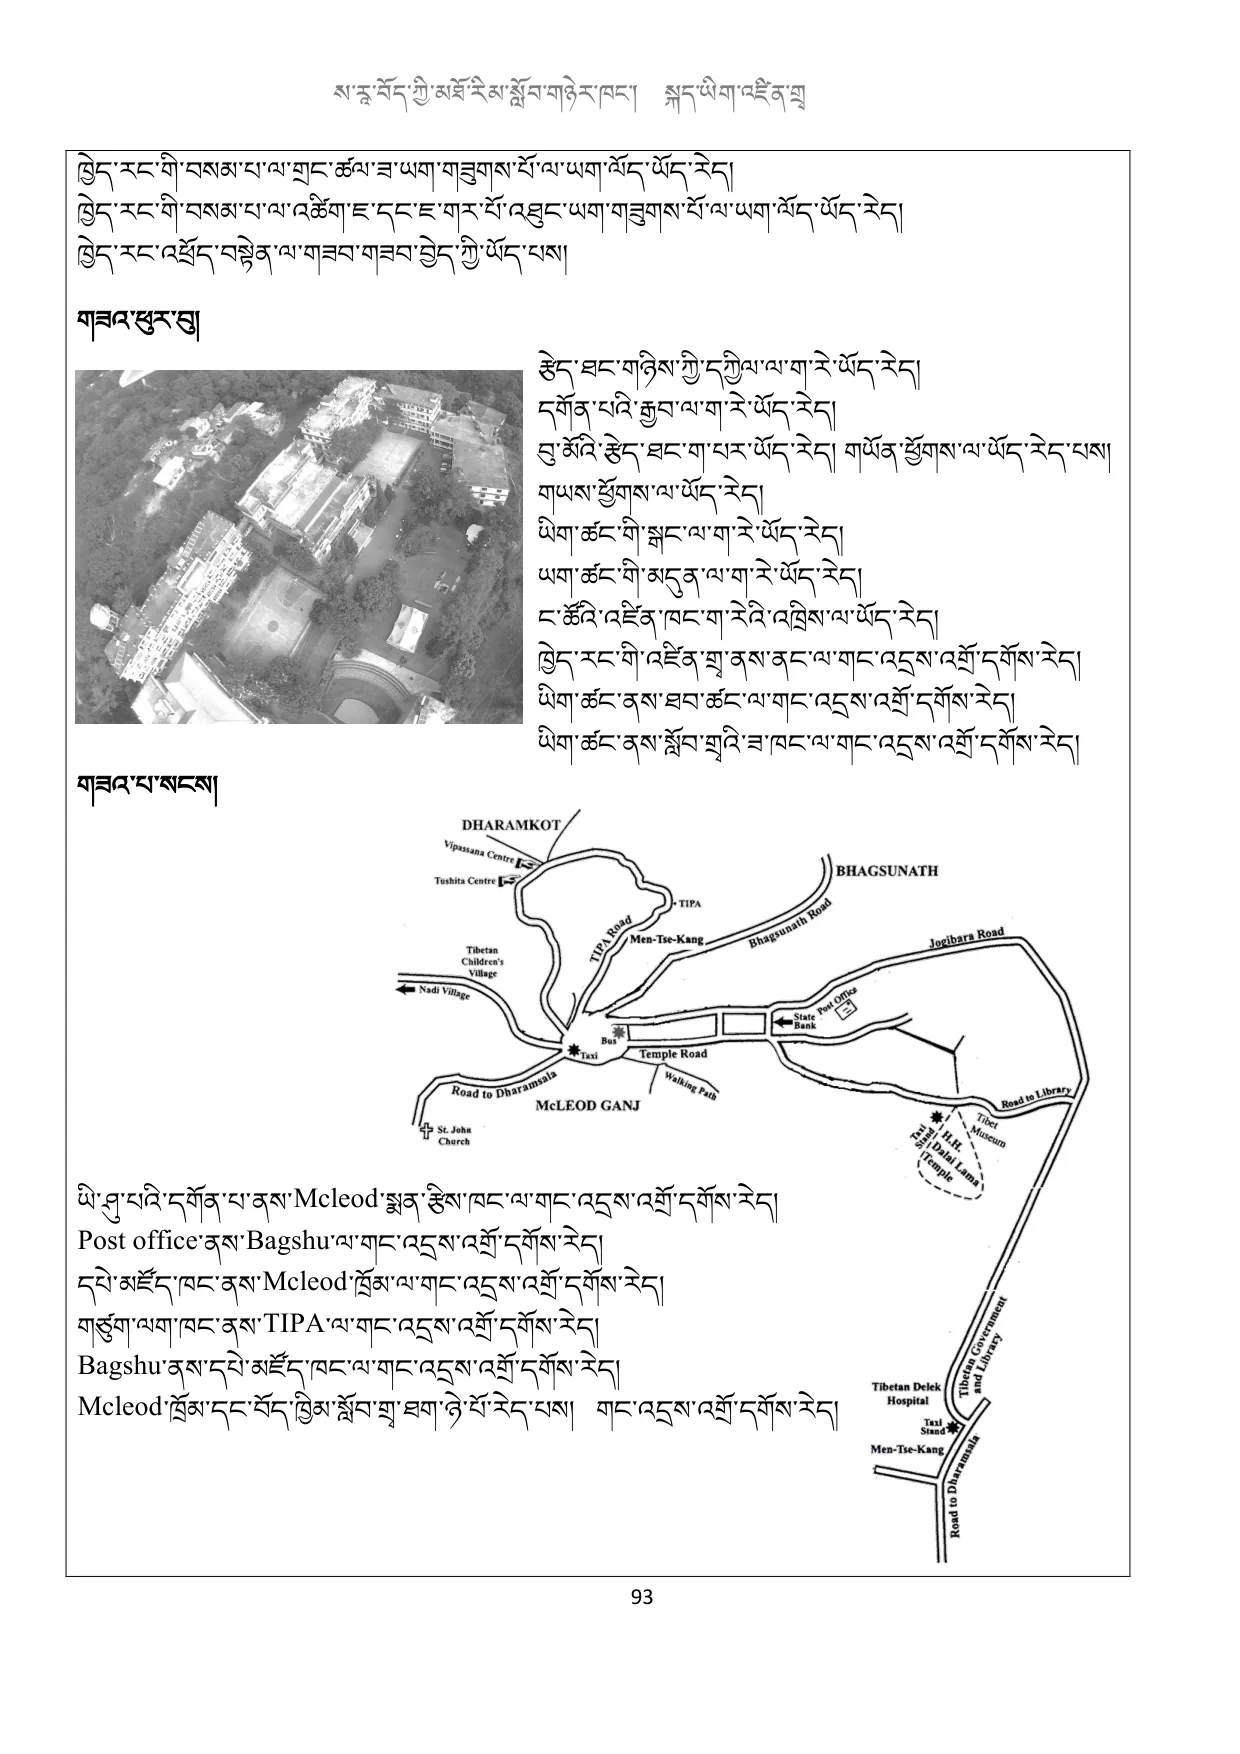 ས་རཱ་བོད་ཀྱི་མཐོ་རིམ་སློབ་གཉེར་ཁང་། སྐད་ཡིག་འཛིན་གྲྭ
ཁྱེད་རང་གི་བསམ་པ་ལ་གྲང་ཚལ་ཟ་ཡག་གཟུགས་པོ་ལ་ཡག་ལོད་ཡོད་རེད།
ཁྱེད་རང་གི་བསམ་པ་ལ་འཚིག་ཇ་དང་ཇ་གར་པོ་འཐུང་ཡག་གཟུགས་པོ་ལ་ཡག་ལོད་ཡོད་རེད།
ཁྱེད་རང་འཕྲོད་བསྟེན་ལ་གཟབ་གཟབ་བྱེད་ཀྱི་ཡོད་པས།
གཟའ་ཕུར་བུ།
རྩེད་ཐང་གཉིས་ཀྱི་དཀྱིལ་ལ་ག་རེ་ཡོད་རེད།
དགོན་པའི་རྒྱབ་ལ་ག་རེ་ཡོད་རེད།
བུ་མོའི་རྩེད་ཐང་ག་པར་ཡོད་རེད། གཡོན་ཕྱོགས་ལ་ཡོད་རེད་པས།
གཡས་ཕྱོགས་ལ་ཡོད་རེད།
ཡིག་ཚང་གི་སྒང་ལ་ག་རེ་ཡོད་རེད།
ཡག་ཚང་གི་མདུན་ལ་ག་རེ་ཡོད་རེད།
ང་ཚོའི་འཛིན་ཁང་ག་རེའི་འཁྲིས་ལ་ཡོད་རེད།
ཁྱེད་རང་གི་འཛིན་གྲྭ་ནས་ནང་ལ་གང་འདྲས་འགྲོ་དགོས་རེད།
ཡིག་ཚང་ནས་ཐབ་ཚང་ལ་གང་འདྲས་འགྲོ་དགོས་རེད།
ཡིག་ཚང་ནས་སློབ་གྲྭའི་ཟ་ཁང་ལ་གང་འདྲས་འགྲོ་དགོས་རེད།
གཟའ་པ་སངས།
DHARAMKOT
Vipassana Centre
Tushita Centre
BHAGSUNATH
TIPA
TIPA Road
Men-Tse-Kang
Bhagsunath Road
Jogibara Road
Tibetan
Children's
Village
Nadi Village
Post Office
State
Bank
Bus
Taxi
Temple Road
Walking Path
Road to Dharamsala
McLEOD GANJ
Road to Library
St. John
Church
Taxi
Stand
Tibet
Museum
H.H.
Dalai Lama
Temple
ཡི་ཤུ་པའི་དགོན་པ་ནས་Mcleod་སྨན་རྩིས་ཁང་ལ་གང་འདྲས་འགྲོ་དགོས་རེད།
Post office་ནས་Bagshu་ལ་གང་འདྲས་འགྲོ་དགོས་རེད།
དཔེ་མཛོད་ཁང་ནས་Mcleod་ཁྲོམ་ལ་གང་འདྲས་འགྲོ་དགོས་རེད།
གཙུག་ལག་ཁང་ནས་TIPA་ལ་གང་འདྲས་འགྲོ་དགོས་རེད།
Bagshu་ནས་དཔེ་མཛོད་ཁང་ལ་གང་འདྲས་འགྲོ་དགོས་རེད།
Mcleod་ཁྲོམ་དང་བོད་ཁྱིམ་སློབ་གྲྭ་ཐག་ཉེ་པོ་རེད་པས། གང་འདྲས་འགྲོ་དགོས་རེད།
Tibetan Government
and Library
Tibetan Delek
Hospital
Taxi
Stand
Men-Tse-Kang
Road to Dharamsala
93